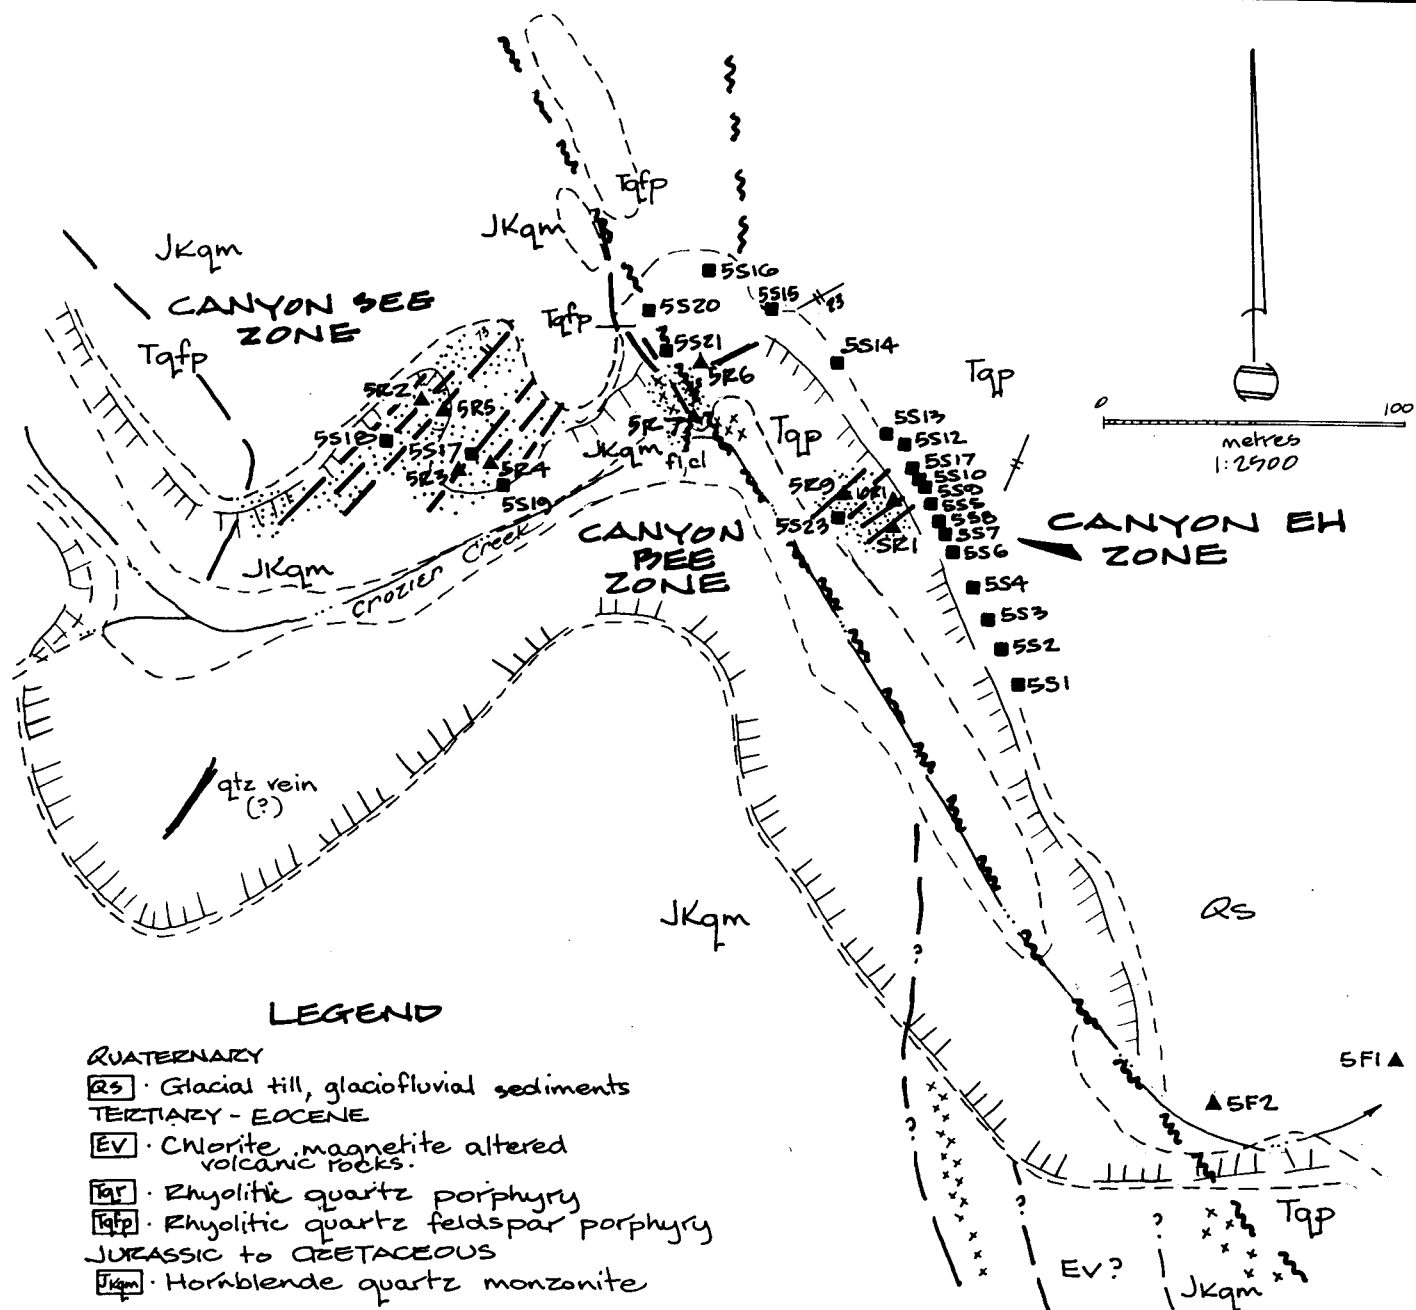 Tqfp
JKqm
JKqm
5S16
CANYON SEE
ZONE
5S15
23
5S20
Tqfp
5S21
5S14
Tqfp
73
5R6
Tqp
0
100
metres
1:2500
5R2
5R5
5S18
5R7
Tqp
5S13
5S12
5S17
5S17
JKqm
fl,cl
5S10
5R3
5R4
5R9
10R1
5S9
5S5
5S19
5S23
5S8
5R1
5S7
5S6
CANYON EH
ZONE
Crozier Creek
CANYON
BEE
ZONE
JKqm
5S4
5S3
5S2
5S1
qtz vein
(?)
JKqm
QS
?
LEGEND
QUATERNARY
Qs · Glacial till, glaciofluvial sediments
TERTIARY - EOCENE
EV · Chlorite, magnetite altered
volcanic rocks.
Tqr · Rhyolitic quartz porphyry
Tqfp · Rhyolitic quartz feldspar porphyry
JURASSIC to CRETACEOUS
JKqm · Hornblende quartz monzonite
5F1
5F2
?
?
?
Tqp
EV?
JKqm